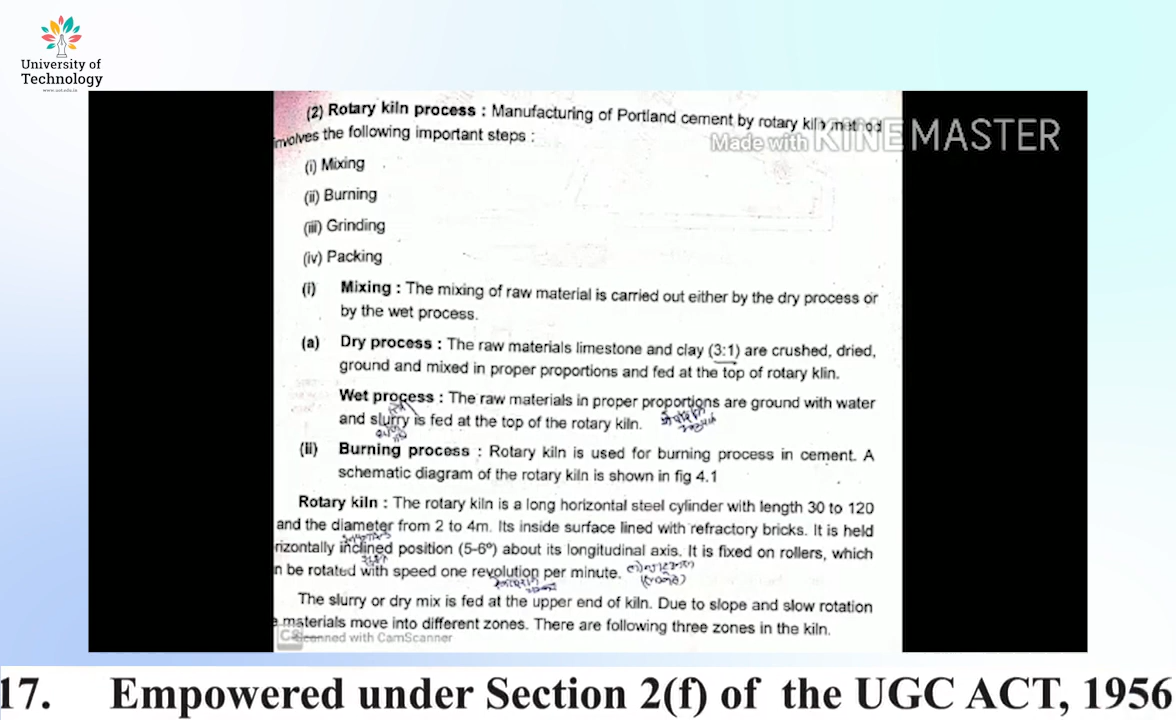 University of
Technology
www.uot.edu.in
(2) Rotary kiln process : Manufacturing of Portland cement by rotary kiln method
involves the following important steps :
Made with KINEMASTER
(i) Mixing
(ii) Burning
(iii) Grinding
(iv) Packing
(i) Mixing : The mixing of raw material is carried out either by the dry process or
by the wet process.
(a) Dry process : The raw materials limestone and clay (3:1) are crushed, dried,
ground and mixed in proper proportions and fed at the top of rotary klin.
Wet process : The raw materials in proper proportions are ground with water
and slurry is fed at the top of the rotary kiln.
(ii) Burning process : Rotary kiln is used for burning process in cement. A
schematic diagram of the rotary kiln is shown in fig 4.1
Rotary kiln : The rotary kiln is a long horizontal steel cylinder with length 30 to 120
and the diameter from 2 to 4m. Its inside surface lined with refractory bricks. It is held
rizontally inclined position (5-6º) about its longitudinal axis. It is fixed on rollers, which
n be rotated with speed one revolution per minute.
The slurry or dry mix is fed at the upper end of kiln. Due to slope and slow rotation
e materials move into different zones. There are following three zones in the kiln.
CS Scanned with CamScanner
17. Empowered under Section 2(f) of the UGC ACT, 1956